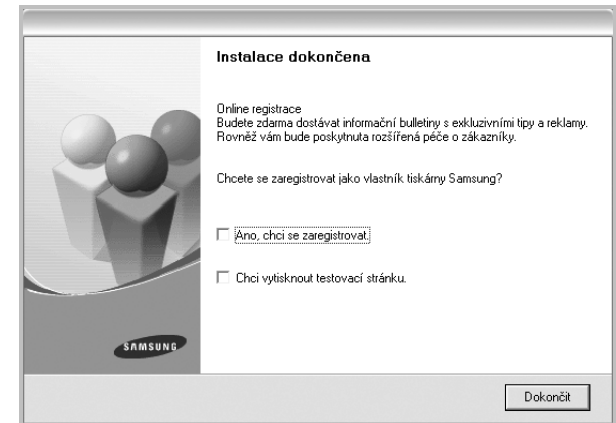 Instalace dokončena
Online registrace
Budete zdarma dostávat informační bulletiny s exkluzivními tipy a reklamy.
Rovněž vám bude poskytnuta rozšířená péče o zákazníky.
Chcete se zaregistrovat jako vlastník tiskárny Samsung?
Ano, chci se zaregistrovat.
Chci vytisknout testovací stránku.
SAMSUNG
Dokončit